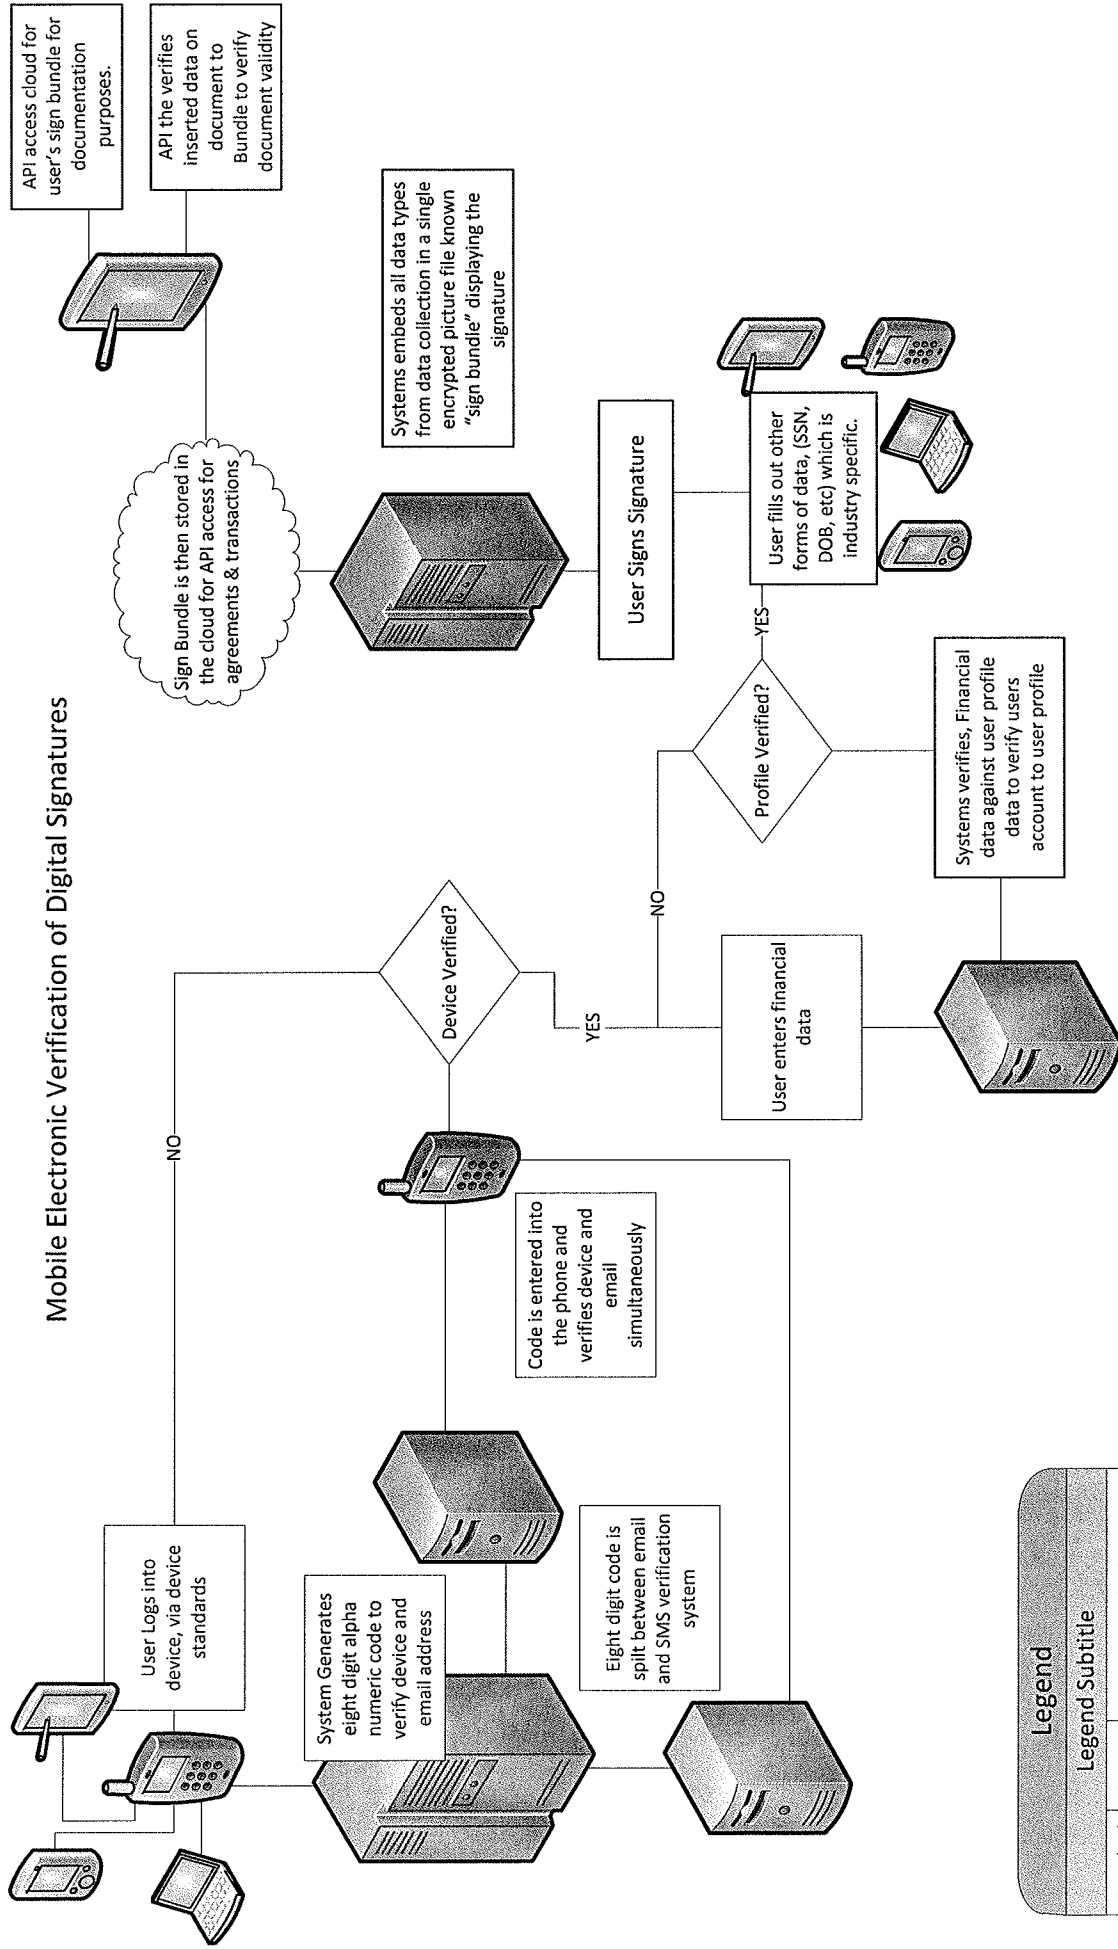 Mobile Electronic Verification of Digital Signatures
User Logs into
device, via device
standards
NO
System Generates
eight digit alpha
numeric code to
verify device and
email address
Eight digit code is
spilt between email
and SMS verification
system
Code is entered into
the phone and
verifies device and
email
simultaneously
Device Verified?
YES
User enters financial
data
NO
Systems verifies, Financial
data against user profile
data to verify users
account to user profile
Profile Verified?
YES
User fills out other
forms of data, (SSN,
DOB, etc) which is
industry specific.
User Signs Signature
Systems embeds all data types
from data collection in a single
encrypted picture file known
"sign bundle" displaying the
signature
Sign Bundle is then stored in
the cloud for API access for
agreements & transactions
API access cloud for
user's sign bundle for
documentation
purposes.
API the verifies
inserted data on
document to
Bundle to verify
document validity
Legend
Legend Subtitle